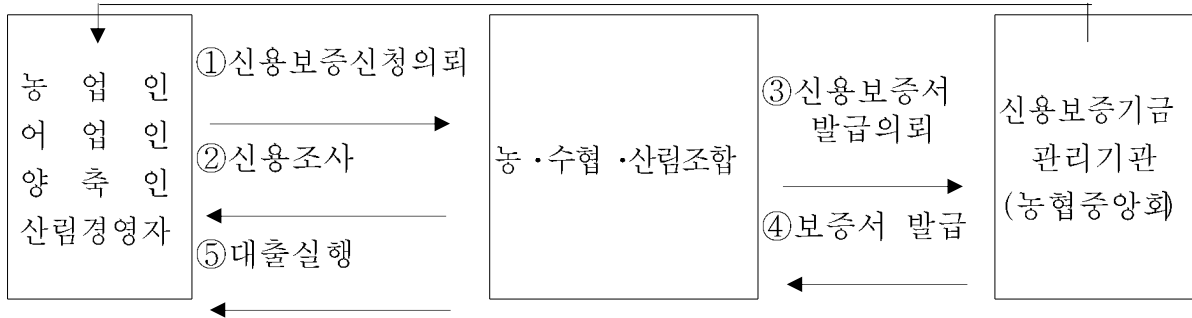 농 업 인
어 업 인
양 축 인
산림경영자
①신용보증신청의뢰
②신용조사
⑤대출실행
농 ·수협 ·산림조합
③신용보증서
발급의뢰
④보증서 발급
신용보증기금
관리기관
(농협중앙회)